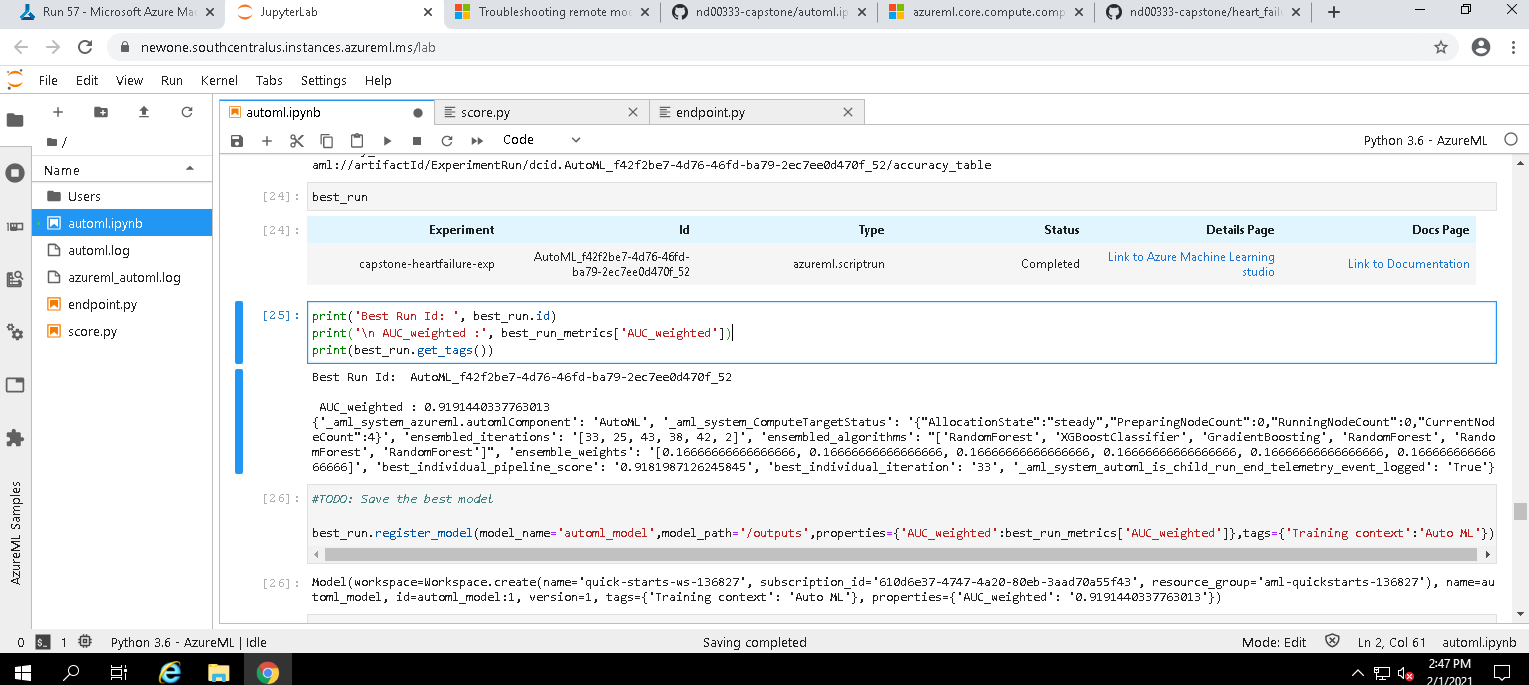 Run 57 - Microsoft Azure Ma
JupyterLab
Troubleshooting remote mo
nd00333-capstone/automl.ip
azureml.core.compute.comp
nd00333-capstone/heart_fail
newone.southcentralus.instances.azureml.ms/lab
File Edit View Run Kernel Tabs Settings Help
automl.ipynb
score.py
endpoint.py
Code
Python 3.6 - AzureML
/
Name
Users
automl.ipynb
automl.log
azureml_automl.log
endpoint.py
score.py
AzureML Samples
aml://artifactId/ExperimentRun/dcid.AutoML_f42f2be7-4d76-46fd-ba79-2ec7ee0d470f_52/accuracy_table
[24]: best_run
[24]: Experiment Id Type Status Details Page Docs Page
capstone-heartfailure-exp AutoML_f42f2be7-4d76-46fd- azureml.scriptrun Completed Link to Azure Machine Learning Link to Documentation
ba79-2ec7ee0d470f_52 studio
[25]: print('Best Run Id: ', best_run.id)
print('\n AUC_weighted :', best_run_metrics['AUC_weighted'])
print(best_run.get_tags())
Best Run Id:  AutoML_f42f2be7-4d76-46fd-ba79-2ec7ee0d470f_52
AUC_weighted : 0.9191440337763013
{'_aml_system_azureml.automlComponent': 'AutoML', '_aml_system_ComputeTargetStatus': '{"AllocationState":"steady","PreparingNodeCount":0,"RunningNodeCount":0,"CurrentNod
eCount":4}', 'ensembled_iterations': '[33, 25, 43, 38, 42, 2]', 'ensembled_algorithms': "['RandomForest', 'XGBoostClassifier', 'GradientBoosting', 'RandomForest', 'Rando
mForest', 'RandomForest']", 'ensemble_weights': '[0.16666666666666666, 0.16666666666666666, 0.16666666666666666, 0.16666666666666666, 0.16666666666666666, 0.166666666666
66666]', 'best_individual_pipeline_score': '0.9181987126245845', 'best_individual_iteration': '33', '_aml_system_automl_is_child_run_end_telemetry_event_logged': 'True'}
[26]: #TODO: Save the best model
best_run.register_model(model_name='automl_model',model_path='/outputs',properties={'AUC_weighted':best_run_metrics['AUC_weighted']},tags={'Training context':'Auto ML'})
[26]: Model(workspace=Workspace.create(name='quick-starts-ws-136827', subscription_id='610d6e37-4747-4a20-80eb-3aad70a55f43', resource_group='aml-quickstarts-136827'), name=au
toml_model, id=automl_model:1, version=1, tags={'Training context': 'Auto ML'}, properties={'AUC_weighted': '0.9191440337763013'})
0 1 Python 3.6 - AzureML | Idle Saving completed Mode: Edit Ln 2, Col 61 automl.ipynb
2:47 PM
2/1/2021